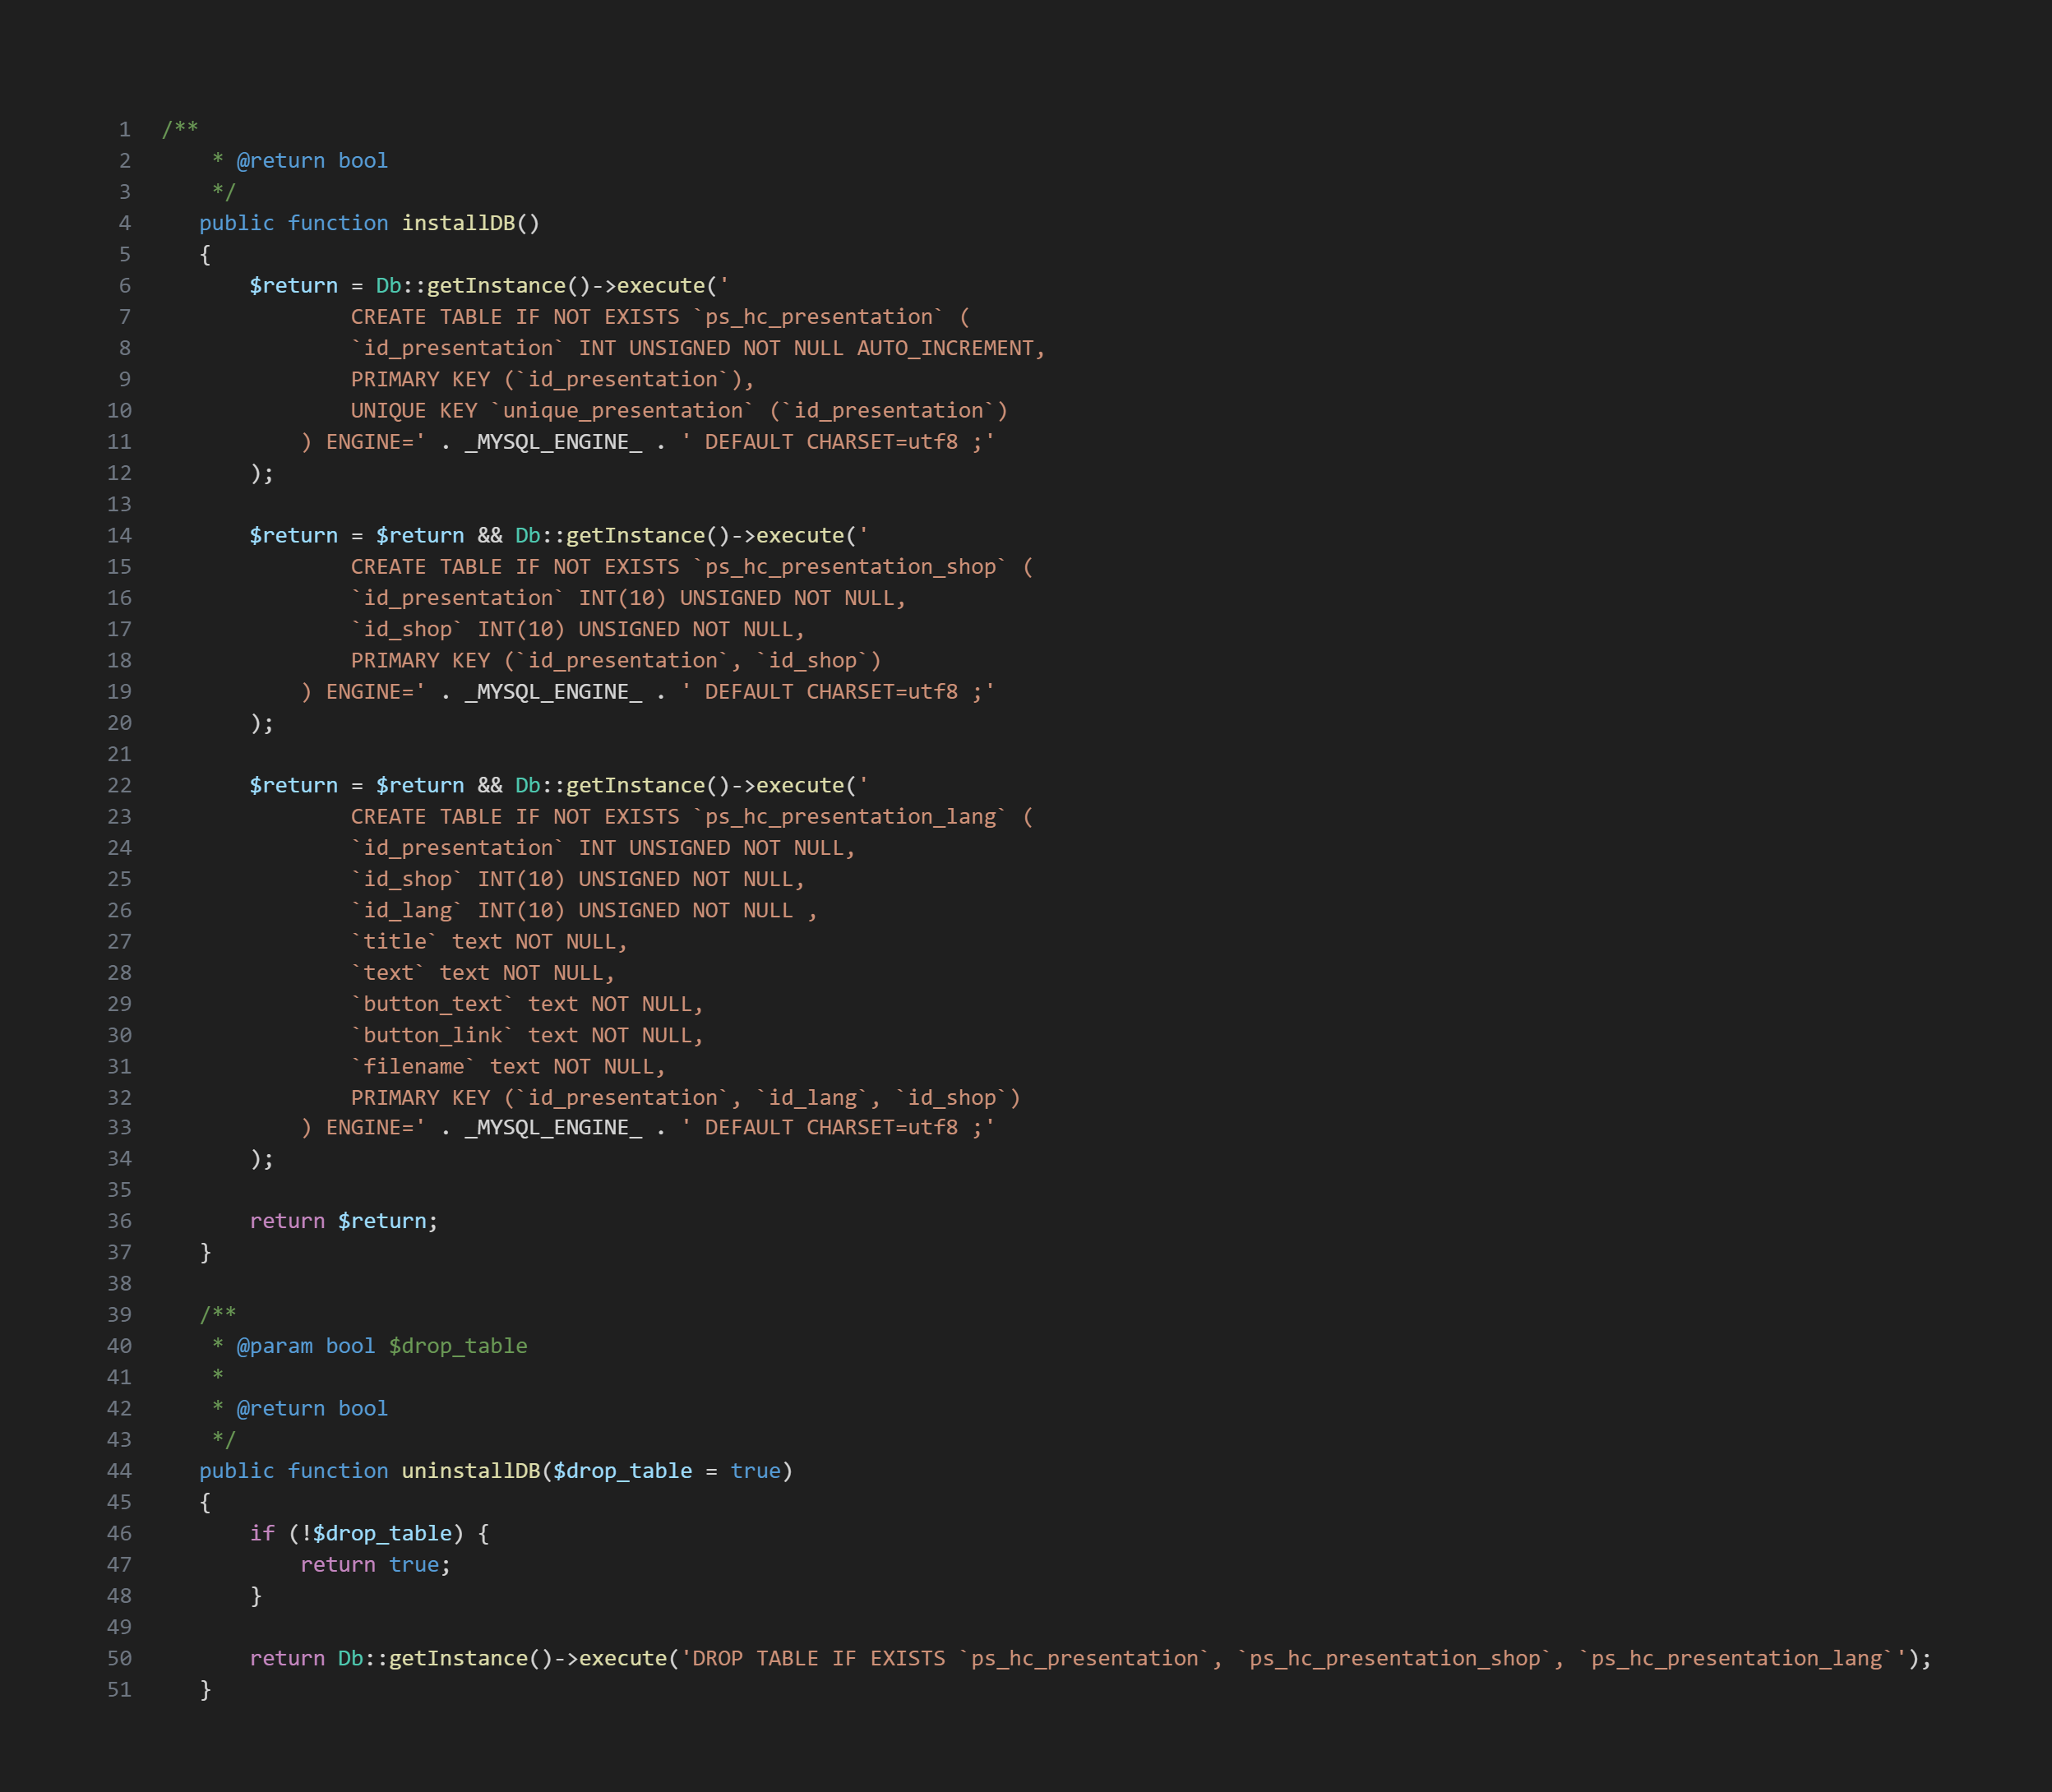 1 /**
2     * @return bool
3     */
4    public function installDB()
5    {
6        $return = Db::getInstance()->execute('
7                CREATE TABLE IF NOT EXISTS `ps_hc_presentation` (
8                `id_presentation` INT UNSIGNED NOT NULL AUTO_INCREMENT,
9                PRIMARY KEY (`id_presentation`),
10                UNIQUE KEY `unique_presentation` (`id_presentation`)
11            ) ENGINE=' . _MYSQL_ENGINE_ . ' DEFAULT CHARSET=utf8 ;'
12        );
13
14        $return = $return && Db::getInstance()->execute('
15                CREATE TABLE IF NOT EXISTS `ps_hc_presentation_shop` (
16                `id_presentation` INT(10) UNSIGNED NOT NULL,
17                `id_shop` INT(10) UNSIGNED NOT NULL,
18                PRIMARY KEY (`id_presentation`, `id_shop`)
19            ) ENGINE=' . _MYSQL_ENGINE_ . ' DEFAULT CHARSET=utf8 ;'
20        );
21
22        $return = $return && Db::getInstance()->execute('
23                CREATE TABLE IF NOT EXISTS `ps_hc_presentation_lang` (
24                `id_presentation` INT UNSIGNED NOT NULL,
25                `id_shop` INT(10) UNSIGNED NOT NULL,
26                `id_lang` INT(10) UNSIGNED NOT NULL ,
27                `title` text NOT NULL,
28                `text` text NOT NULL,
29                `button_text` text NOT NULL,
30                `button_link` text NOT NULL,
31                `filename` text NOT NULL,
32                PRIMARY KEY (`id_presentation`, `id_lang`, `id_shop`)
33            ) ENGINE=' . _MYSQL_ENGINE_ . ' DEFAULT CHARSET=utf8 ;'
34        );
35
36        return $return;
37    }
38
39    /**
40     * @param bool $drop_table
41     *
42     * @return bool
43     */
44    public function uninstallDB($drop_table = true)
45    {
46        if (!$drop_table) {
47            return true;
48        }
49
50        return Db::getInstance()->execute('DROP TABLE IF EXISTS `ps_hc_presentation`, `ps_hc_presentation_shop`, `ps_hc_presentation_lang`');
51    }